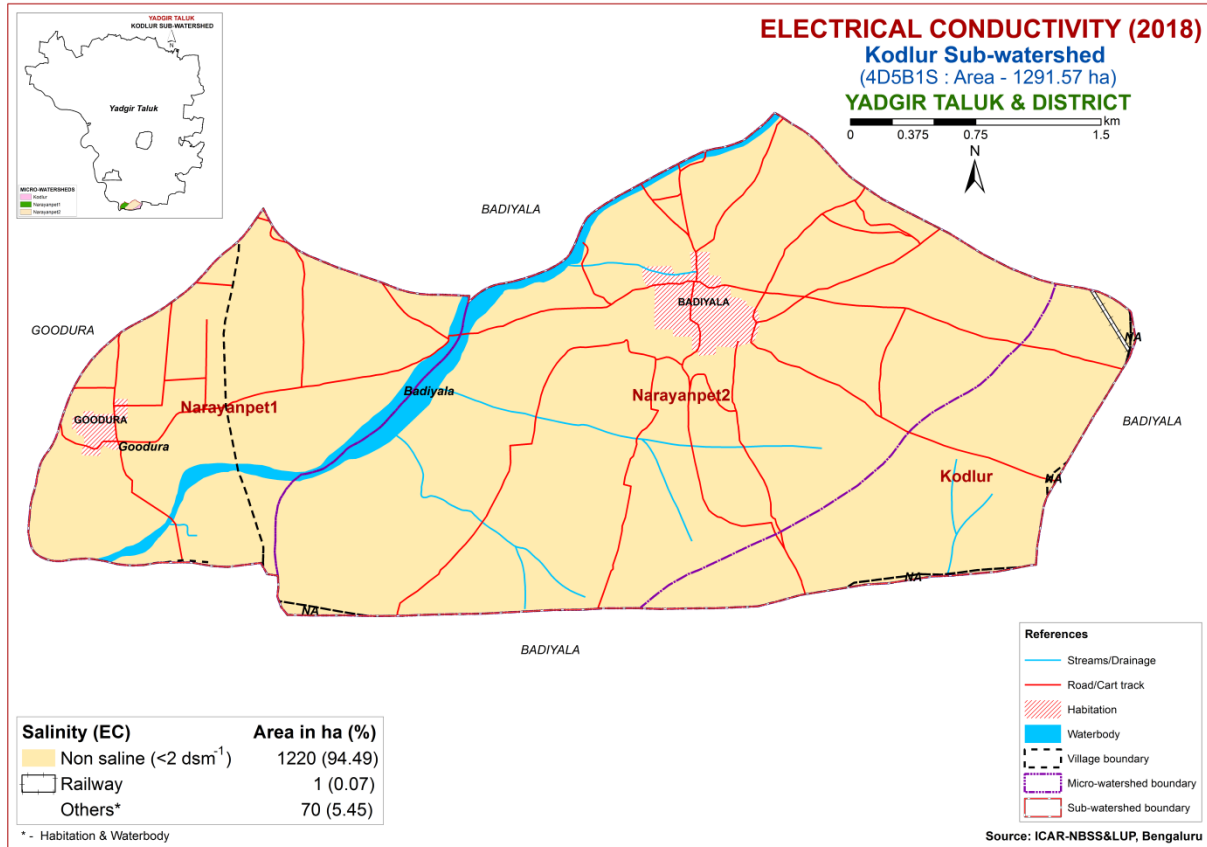 YADGIR TALUK
KODLUR SUB-WATERSHED
N
Yadgir Taluk
MICRO-WATERSHEDS
Kodlur
Narayanpet1
Narayanpet2
ELECTRICAL CONDUCTIVITY (2018)
Kodlur Sub-watershed
(4D5B1S : Area - 1291.57 ha)
YADGIR TALUK & DISTRICT
km
0 0.375 0.75 1.5
N
BADIYALA
GOODURA
BADIYALA
NA
Badiyala
Narayanpet2
Narayanpet1
GOODURA
Goodura
BADIYALA
Kodlur
NA
NA
NA
BADIYALA
References
Streams/Drainage
Road/Cart track
Habitation
Waterbody
Village boundary
Micro-watershed boundary
Sub-watershed boundary
Salinity (EC) Area in ha (%)
Non saline (<2 dsm⁻¹) 1220 (94.49)
Railway 1 (0.07)
Others* 70 (5.45)
* - Habitation & Waterbody
Source: ICAR-NBSS&LUP, Bengaluru